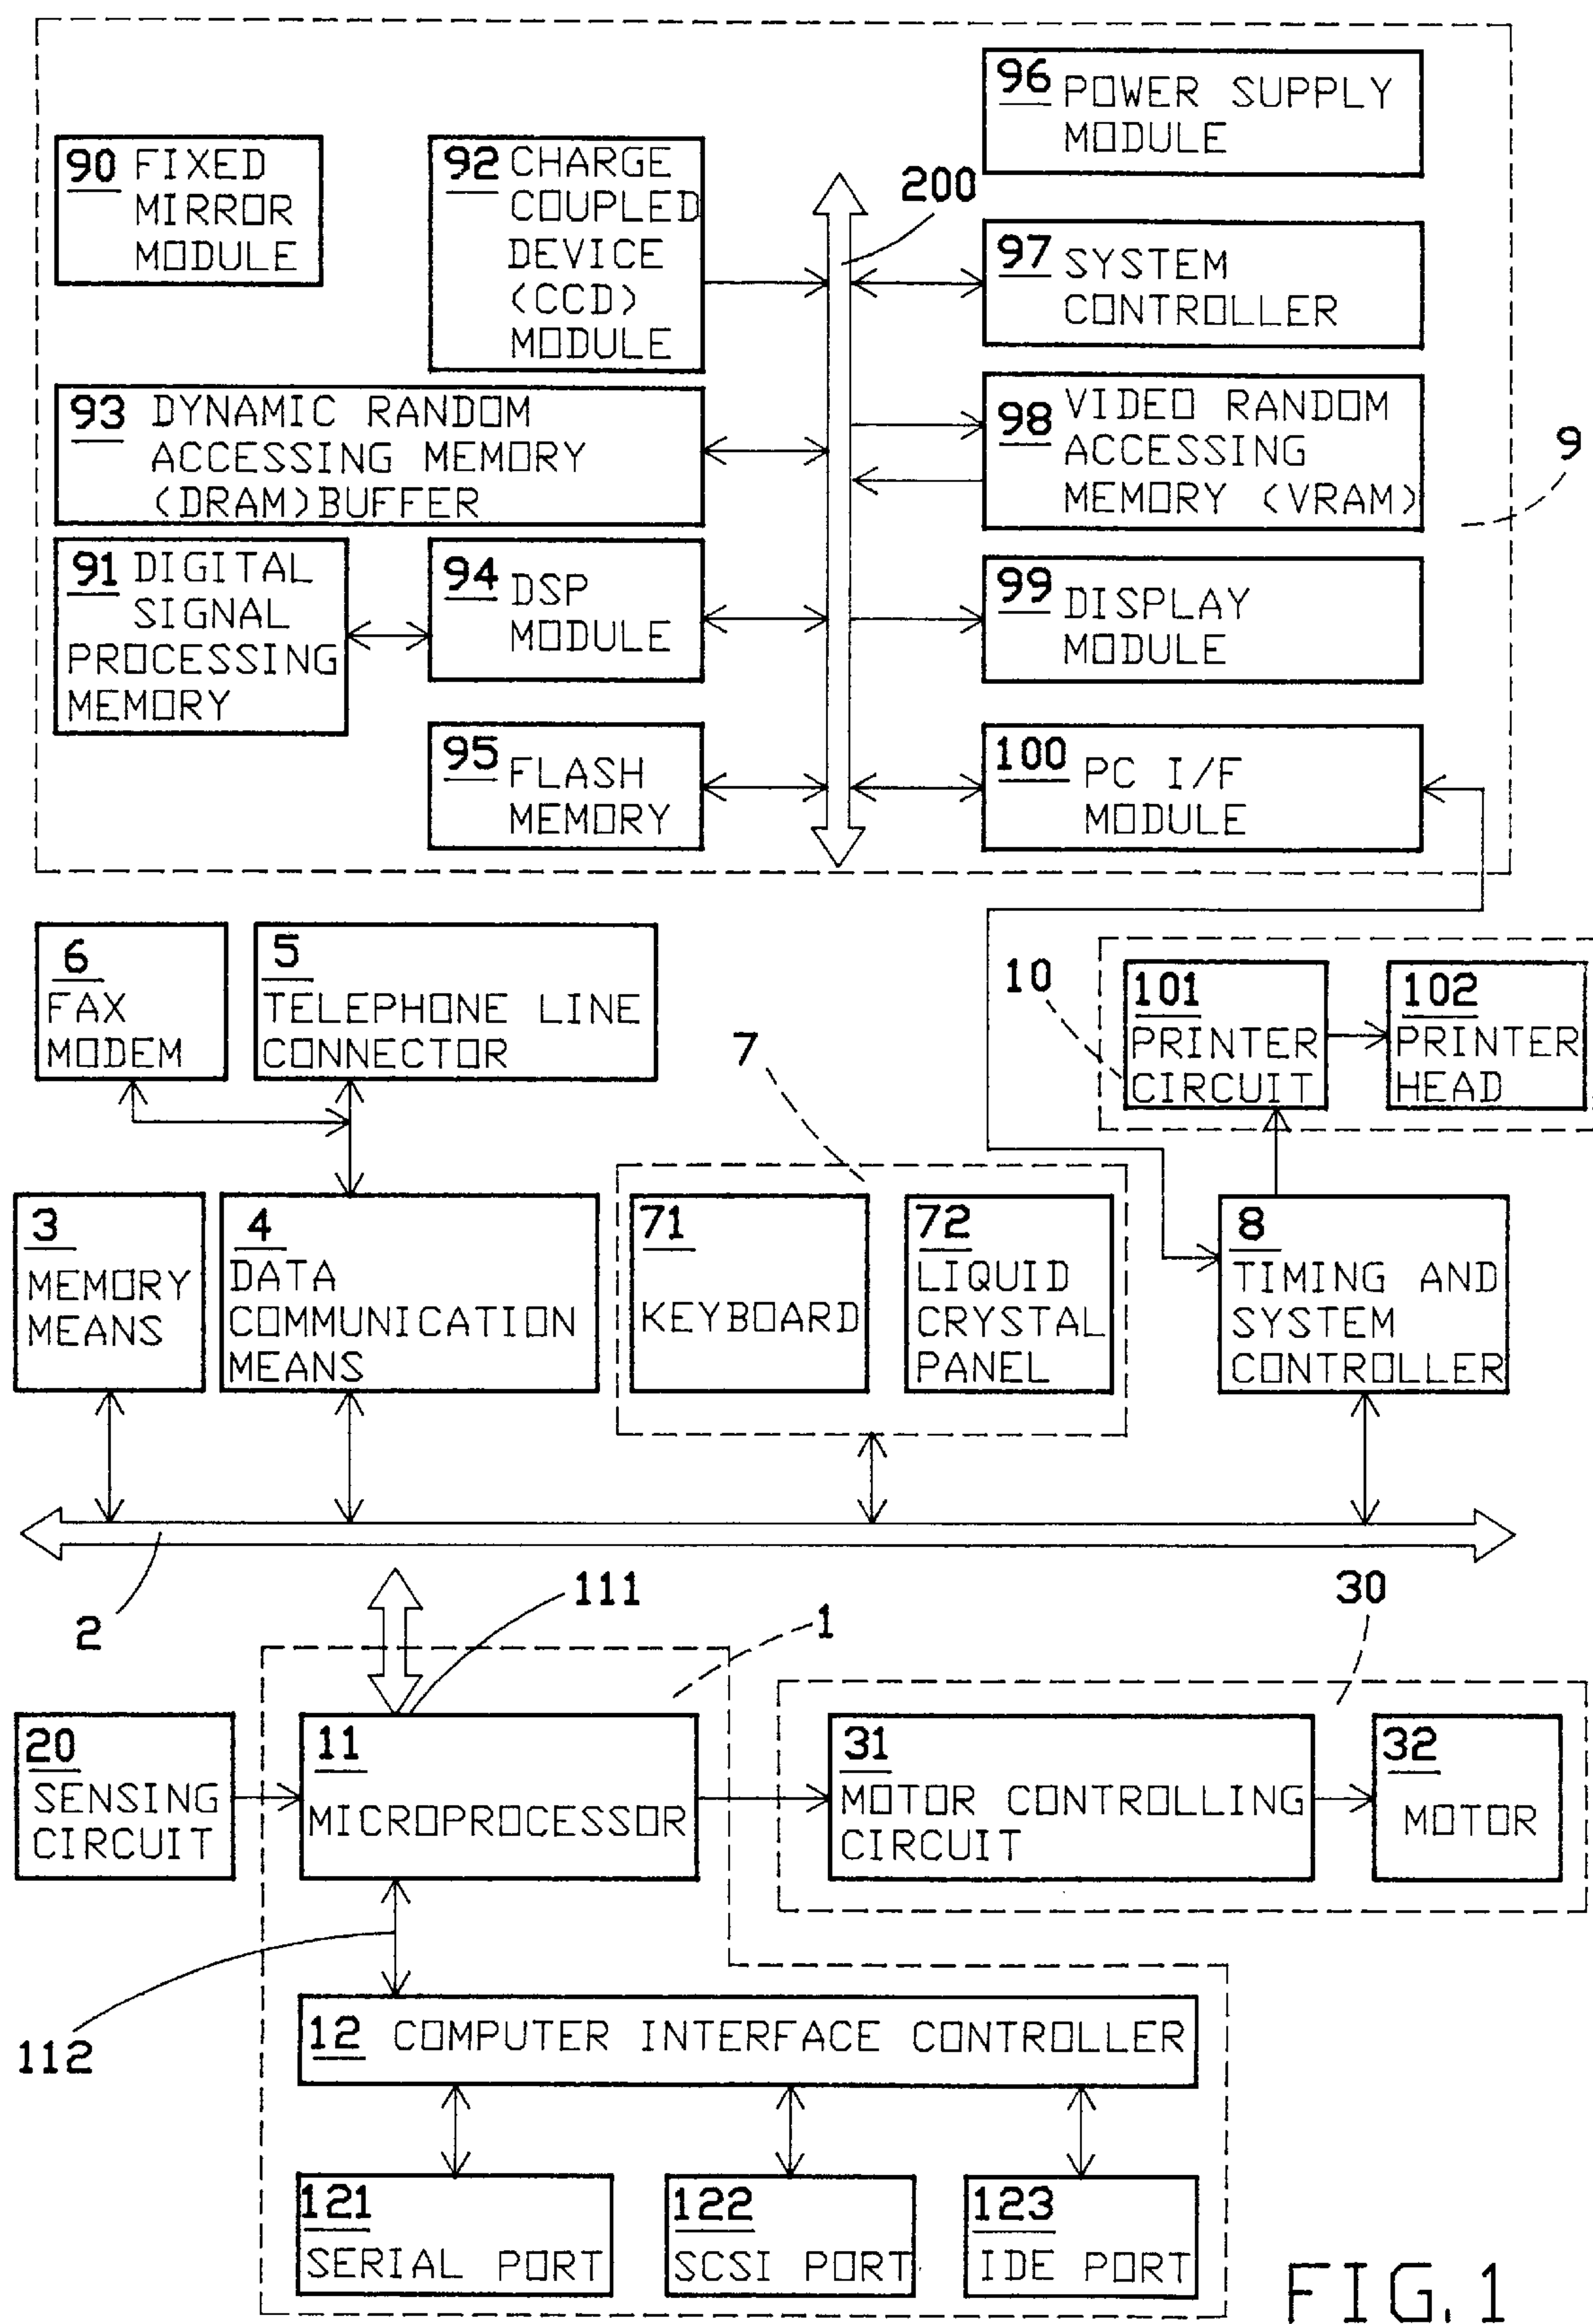 96 POWER SUPPLY
MODULE
90 FIXED
MIRROR
MODULE
92 CHARGE
COUPLED
DEVICE
(CCD)
MODULE
200
97 SYSTEM
CONTROLLER
93 DYNAMIC RANDOM
ACCESSING MEMORY
(DRAM)BUFFER
98 VIDEO RANDOM
ACCESSING
MEMORY (VRAM)
9
91 DIGITAL
SIGNAL
PROCESSING
MEMORY
94 DSP
MODULE
99 DISPLAY
MODULE
95 FLASH
MEMORY
100 PC I/F
MODULE
6
FAX
MODEM
5
TELEPHONE LINE
CONNECTOR
7
10
101
PRINTER
CIRCUIT
102
PRINTER
HEAD
3
MEMORY
MEANS
4
DATA
COMMUNICATION
MEANS
71
KEYBOARD
72
LIQUID
CRYSTAL
PANEL
8
TIMING AND
SYSTEM
CONTROLLER
2
111
1
30
20
SENSING
CIRCUIT
11
MICROPROCESSOR
31
MOTOR CONTROLLING
CIRCUIT
32
MOTOR
112
12 COMPUTER INTERFACE CONTROLLER
121
SERIAL PORT
122
SCSI PORT
123
IDE PORT
FIG.1